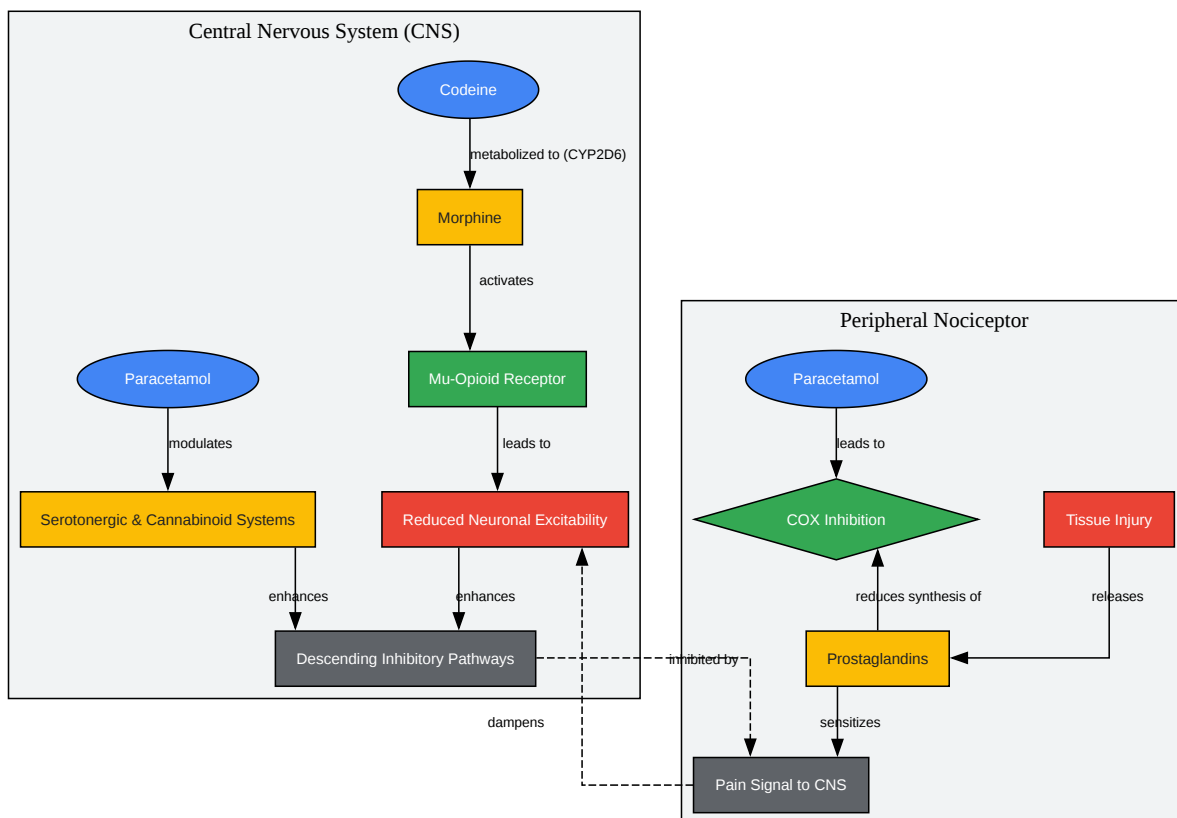 Central Nervous System (CNS)
Codeine
metabolized to (CYP2D6)
Morphine
activates
Paracetamol
Mu-Opioid Receptor
modulates
leads to
Serotonergic & Cannabinoid Systems
Reduced Neuronal Excitability
enhances
enhances
Descending Inhibitory Pathways
inhibited by
dampens
Peripheral Nociceptor
Paracetamol
leads to
COX Inhibition
Tissue Injury
reduces synthesis of
releases
Prostaglandins
sensitizes
Pain Signal to CNS